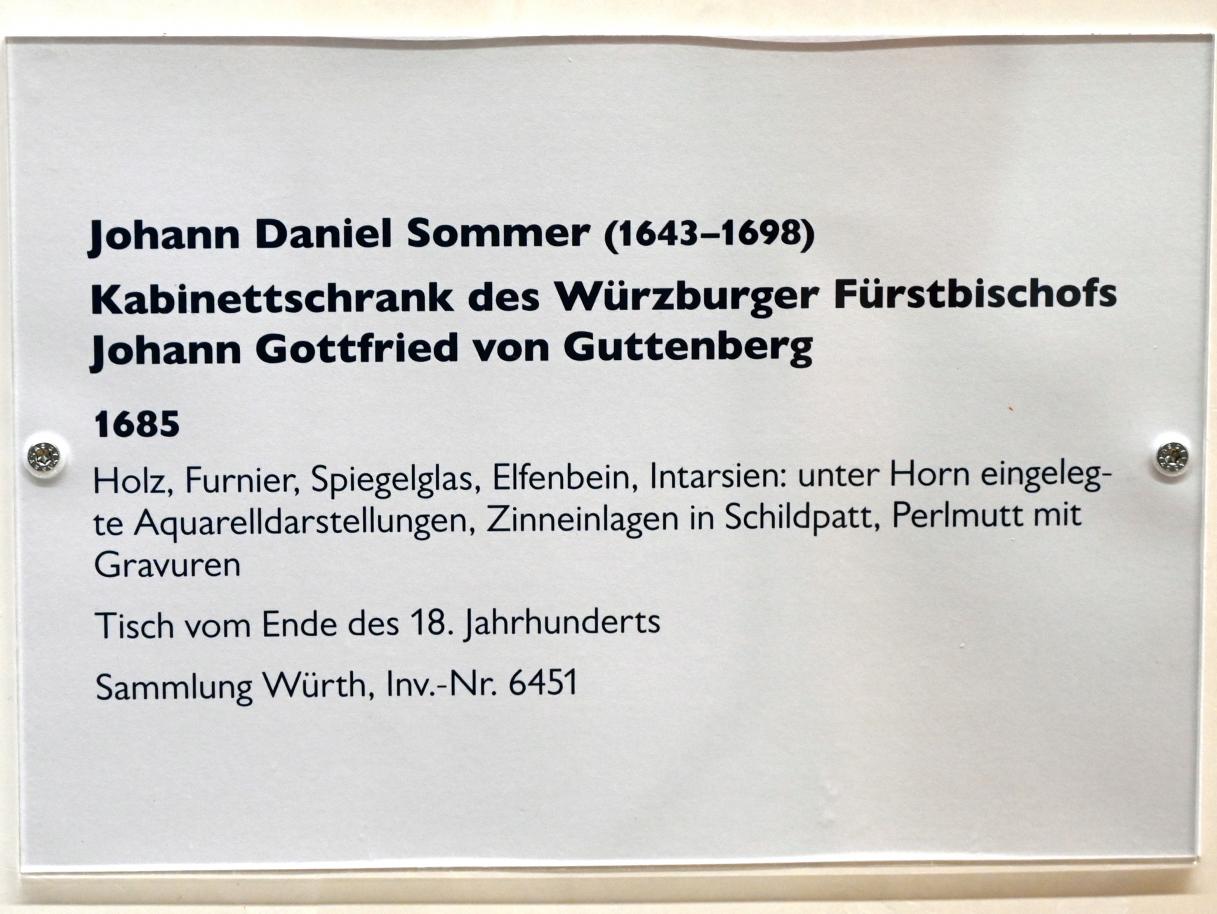 Johann Daniel Sommer (1643–1698)
Kabinettschrank des Würzburger Fürstbischofs
Johann Gottfried von Guttenberg
1685
Holz, Furnier, Spiegelglas, Elfenbein, Intarsien: unter Horn eingeleg-
te Aquarelldarstellungen, Zinneinlagen in Schildpatt, Perlmutt mit
Gravuren
Tisch vom Ende des 18. Jahrhunderts
Sammlung Würth, Inv.-Nr. 6451